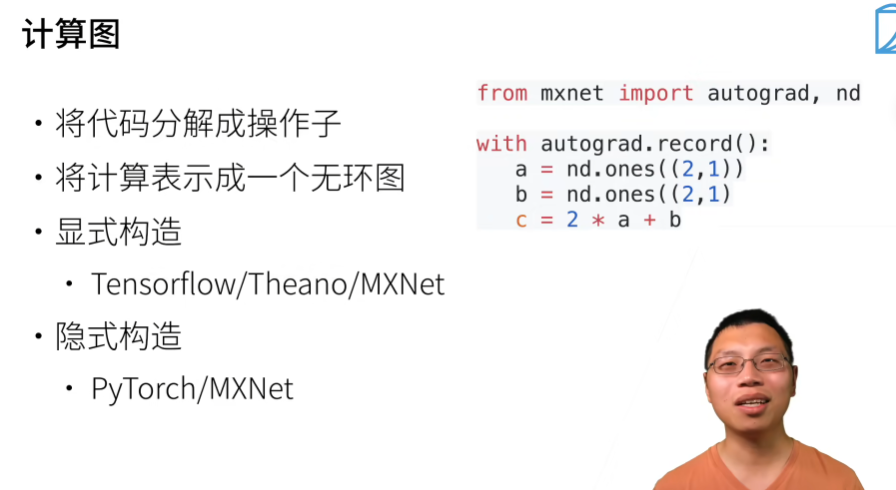 计算图
• 将代码分解成操作子
• 将计算表示成一个无环图
• 显式构造
• Tensorflow/Theano/MXNet
• 隐式构造
• PyTorch/MXNet
from mxnet import autograd, nd
with autograd.record():
a = nd.ones((2,1))
b = nd.ones((2,1)
c = 2 * a + b